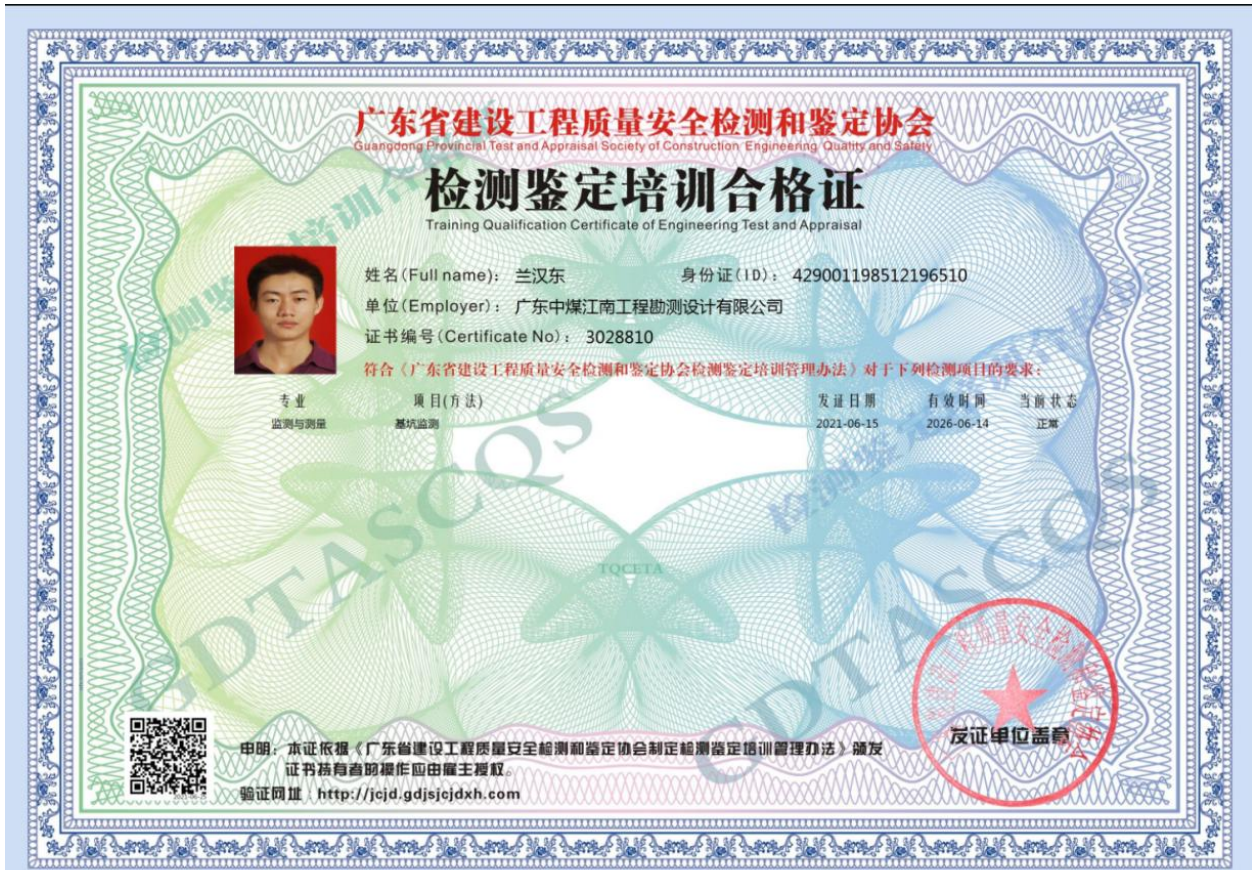 广东省建设工程质量安全检测和鉴定协会
Guangdong Provincial Test and Appraisal Society of Construction Engineering Quality and Safety
检测鉴定培训合格证
Training Qualification Certificate of Engineering Test and Appraisal
姓名(Full name): 兰汉东 身份证(ID): 429001198512196510
单位(Employer): 广东中煤江南工程勘测设计有限公司
证书编号(Certificate No): 3028810
符合《广东省建设工程质量安全检测和鉴定协会检测鉴定培训管理办法》对于下列检测项目的要求:
专业 项目(方法) 发证日期 有效时间 当前状态
监测与测量 基坑监测 2021-06-15 2026-06-14 正常
GDTASCQS
GDTASCQS
TQCETA
发证单位盖章
申明: 本证依据《广东省建设工程质量安全检测和鉴定协会制定检测鉴定培训管理办法》颁发
证书持有者的操作应由雇主授权。
验证网址:http://jcjd.gdjsjcjdxh.com